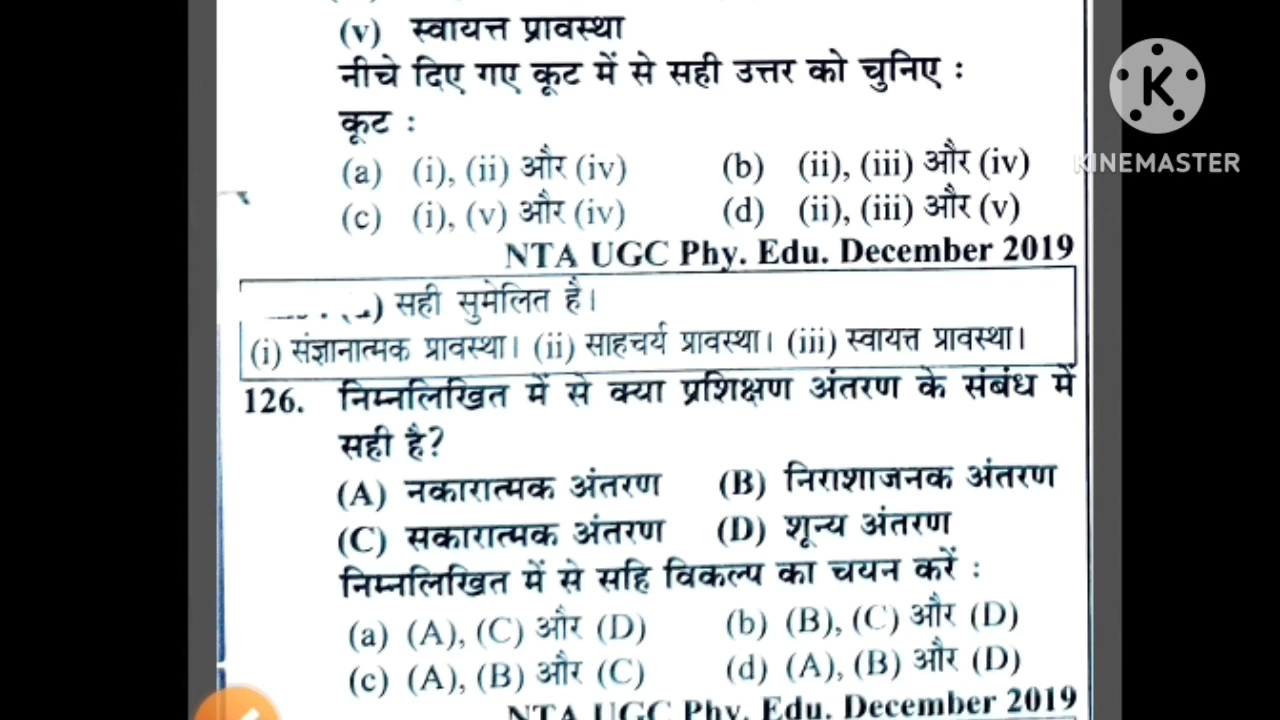 (v) स्वायत्त प्रावस्था
नीचे दिए गए कूट में से सही उत्तर को चुनिए :
कूट :
(a) (i), (ii) और (iv) (b) (ii), (iii) और (iv)
(c) (i), (v) और (iv) (d) (ii), (iii) और (v)
NTA UGC Phy. Edu. December 2019
सही सुमेलित है।
(i) संज्ञानात्मक प्रावस्था। (ii) साहचर्य प्रावस्था। (iii) स्वायत्त प्रावस्था।
126. निम्नलिखित में से क्या प्रशिक्षण अंतरण के संबंध में
सही है?
(A) नकारात्मक अंतरण (B) निराशाजनक अंतरण
(C) सकारात्मक अंतरण (D) शून्य अंतरण
निम्नलिखित में से सहि विकल्प का चयन करें :
(a) (A), (C) और (D) (b) (B), (C) और (D)
(c) (A), (B) और (C) (d) (A), (B) और (D)
NTA UGC Phy. Edu. December 2019
K
KINEMASTER